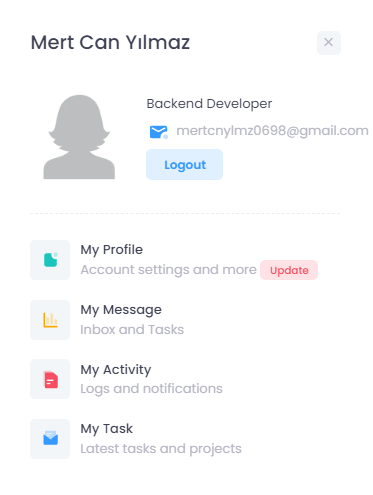 Mert Can Yılmaz
Backend Developer
mertcnylmz0698@gmail.com
Logout
My Profile
Account settings and more Update
My Message
Inbox and Tasks
My Activity
Logs and notifications
My Task
Latest tasks and projects